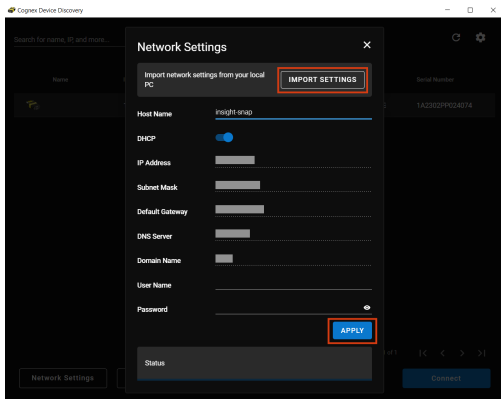 Cognex Device Discovery
Search for name, IP, and more...
Name
Serial Number
1A2302PP024074
Network Settings
Import network settings from your local PC
IMPORT SETTINGS
Host Name
insight-snap
DHCP
IP Address
Subnet Mask
Default Gateway
DNS Server
Domain Name
User Name
Password
APPLY
Status
of 1
Network Settings
Connect